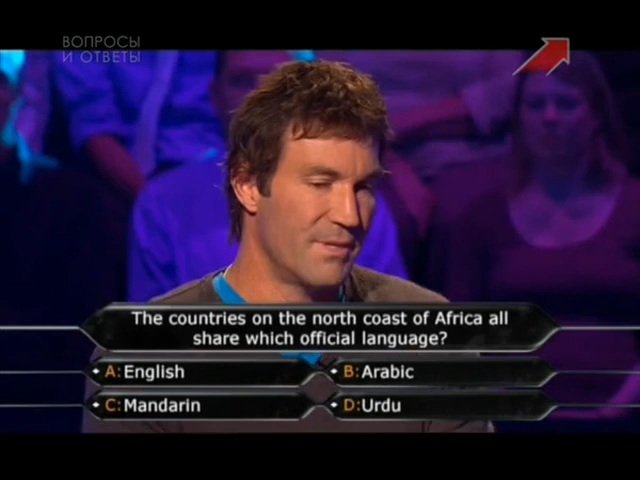 ВОПРОСЫ
И ОТВЕТЫ
The countries on the north coast of Africa all
share which official language?
A: English
B: Arabic
C: Mandarin
D: Urdu